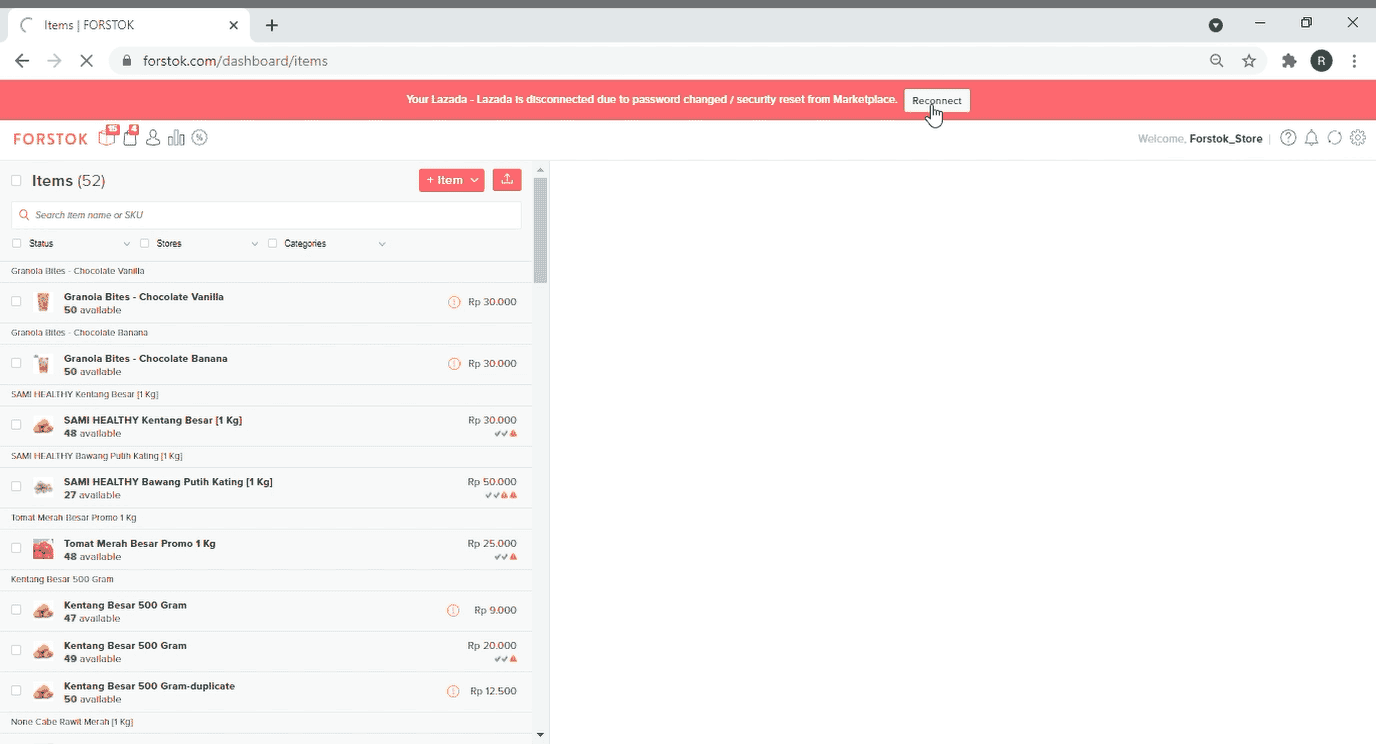 Items | FORSTOK
forstok.com/dashboard/items
R
Your Lazada - Lazada is disconnected due to password changed / security reset from Marketplace.
Reconnect
FORSTOK
15
4
Welcome, Forstok_Store
Items (52)
+ Item
Search item name or SKU
Status
Stores
Categories
Granola Bites - Chocolate Vanilla
Granola Bites - Chocolate Vanilla
50 available
Rp 30.000
Granola Bites - Chocolate Banana
Granola Bites - Chocolate Banana
50 available
Rp 30.000
SAMI HEALTHY Kentang Besar [1 Kg]
SAMI HEALTHY Kentang Besar [1 Kg]
48 available
Rp 30.000
SAMI HEALTHY Bawang Putih Kating [1 Kg]
SAMI HEALTHY Bawang Putih Kating [1 Kg]
27 available
Rp 50.000
Tomat Merah Besar Promo 1 Kg
Tomat Merah Besar Promo 1 Kg
48 available
Rp 25.000
Kentang Besar 500 Gram
Kentang Besar 500 Gram
47 available
Rp 9.000
Kentang Besar 500 Gram
49 available
Rp 20.000
Kentang Besar 500 Gram-duplicate
50 available
Rp 12.500
None Cabe Rawit Merah [1 Kg]